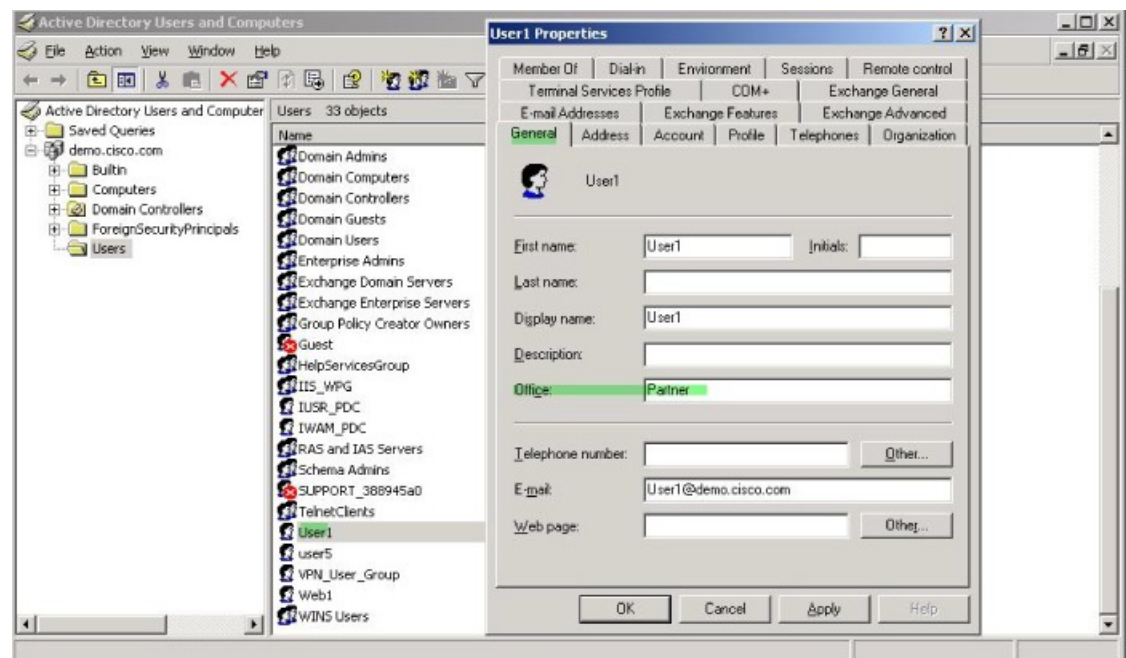 Active Directory Users and Computers
File Action View Window Help
Active Directory Users and Computer
Saved Queries
demo.cisco.com
Builtin
Computers
Domain Controllers
ForeignSecurityPrincipals
Users
Users 33 objects
Name
Domain Admins
Domain Computers
Domain Controllers
Domain Guests
Domain Users
Enterprise Admins
Exchange Domain Servers
Exchange Enterprise Servers
Group Policy Creator Owners
Guest
HelpServicesGroup
IIS_WPG
IUSR_PDC
IWAM_PDC
RAS and IAS Servers
Schema Admins
SUPPORT_388945a0
TelnetClients
User1
user5
VPN_User_Group
Web1
WINS Users
User1 Properties
Member Of Dial-in Environment Sessions Remote control
Terminal Services Profile COM+ Exchange General
E-mail Addresses Exchange Features Exchange Advanced
General Address Account Profile Telephones Organization
User1
First name: User1 Initials:
Last name:
Display name: User1
Description:
Office: Partner
Telephone number: Other...
E-mail: User1@demo.cisco.com
Web page: Other...
OK Cancel Apply Help